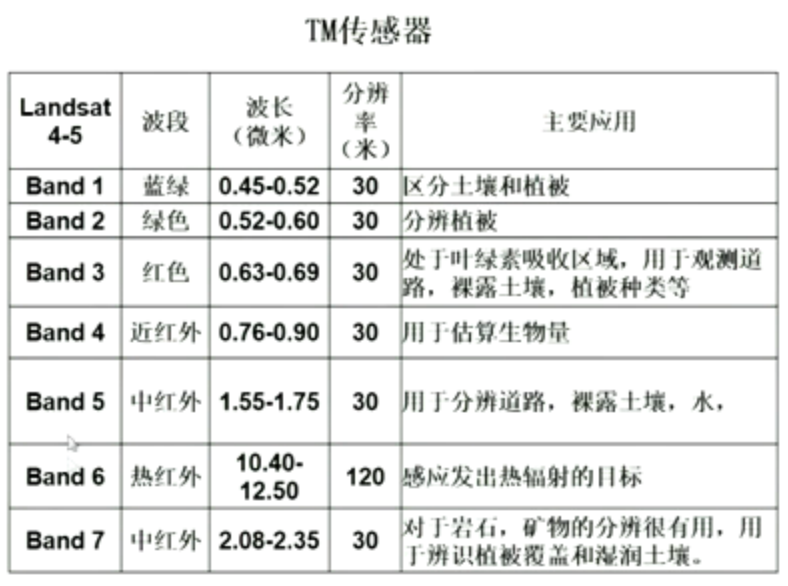 TM传感器
Landsat 4-5 波段 波长（微米） 分辨率（米） 主要应用
Band 1 蓝绿 0.45-0.52 30 区分土壤和植被
Band 2 绿色 0.52-0.60 30 分辨植被
Band 3 红色 0.63-0.69 30 处于叶绿素吸收区域，用于观测道
路，裸露土壤，植被种类等
Band 4 近红外 0.76-0.90 30 用于估算生物量
Band 5 中红外 1.55-1.75 30 用于分辨道路，裸露土壤，水，
Band 6 热红外 10.40-12.50 120 感应发出热辐射的目标
Band 7 中红外 2.08-2.35 30 对于岩石，矿物的分辨很有用，用
于辨识植被覆盖和湿润土壤。